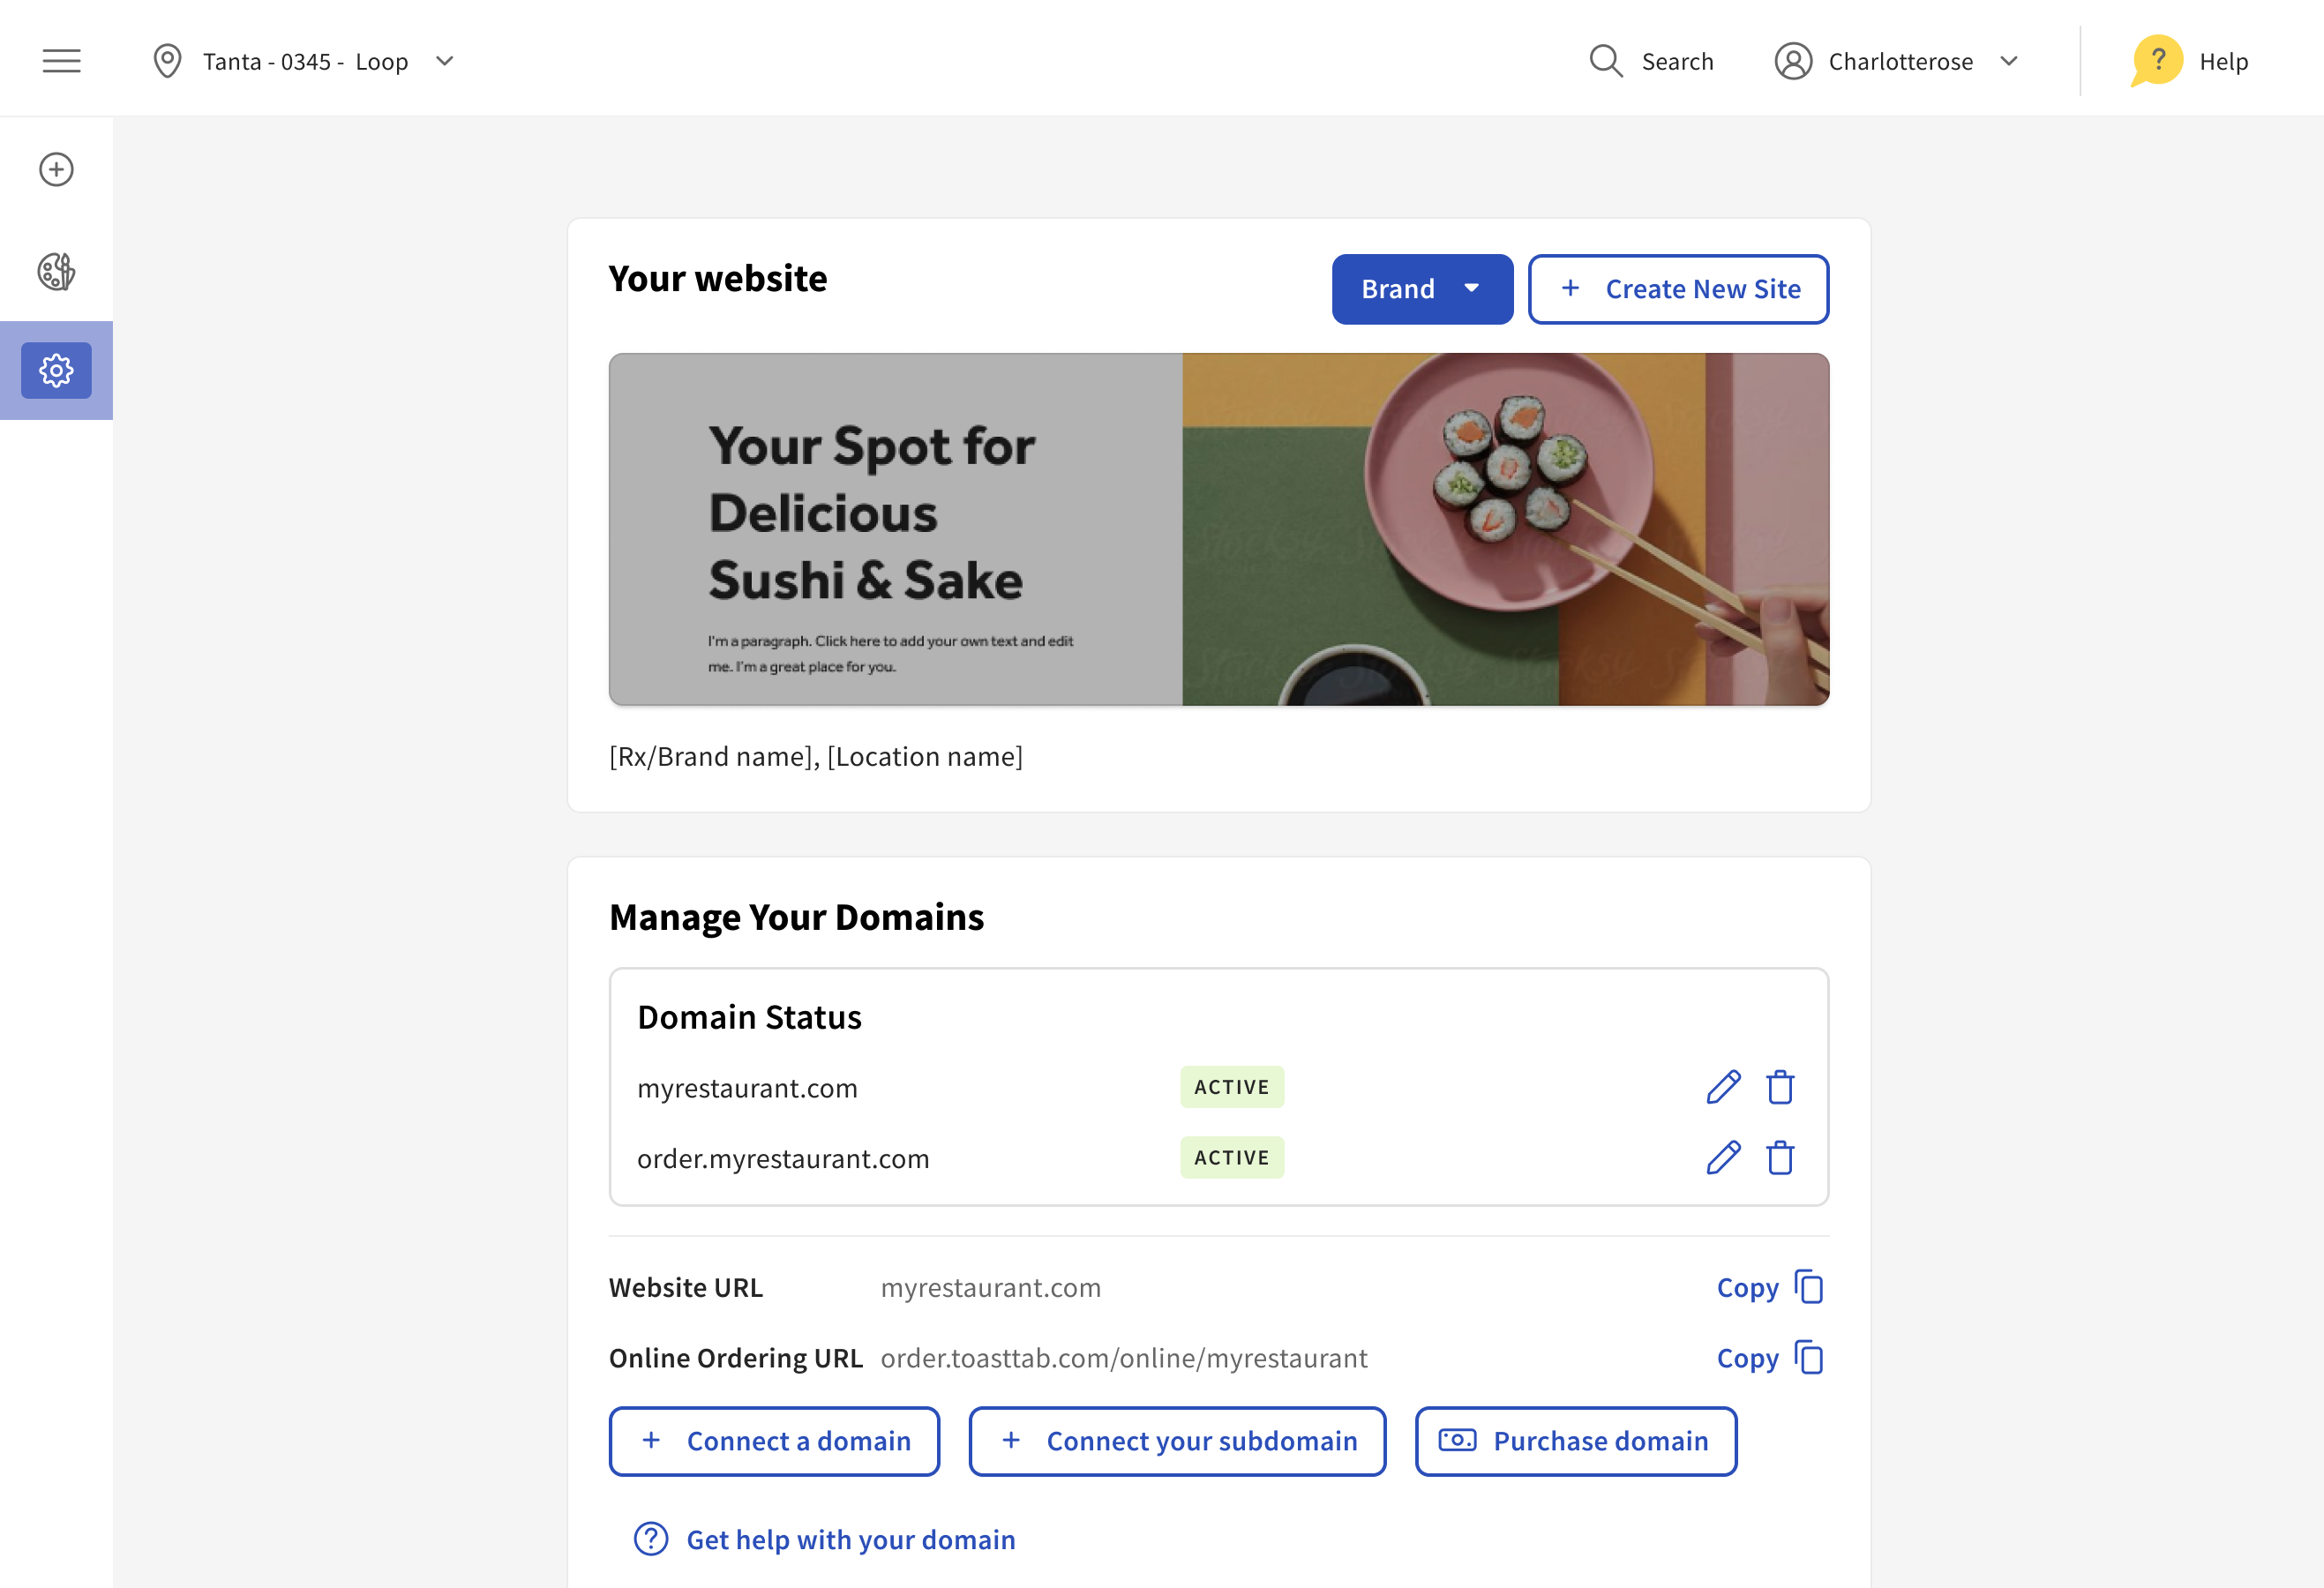 Tanta - 0345 - Loop
Search
Charlotterose
?
Help
Your website
Brand
+ Create New Site
Your Spot for
Delicious
Sushi & Sake
I'm a paragraph. Click here to add your own text and edit
me. I'm a great place for you.
[Rx/Brand name], [Location name]
Manage Your Domains
Domain Status
myrestaurant.com ACTIVE
order.myrestaurant.com ACTIVE
Website URL myrestaurant.com Copy
Online Ordering URL order.toasttab.com/online/myrestaurant Copy
+ Connect a domain
+ Connect your subdomain
Purchase domain
? Get help with your domain